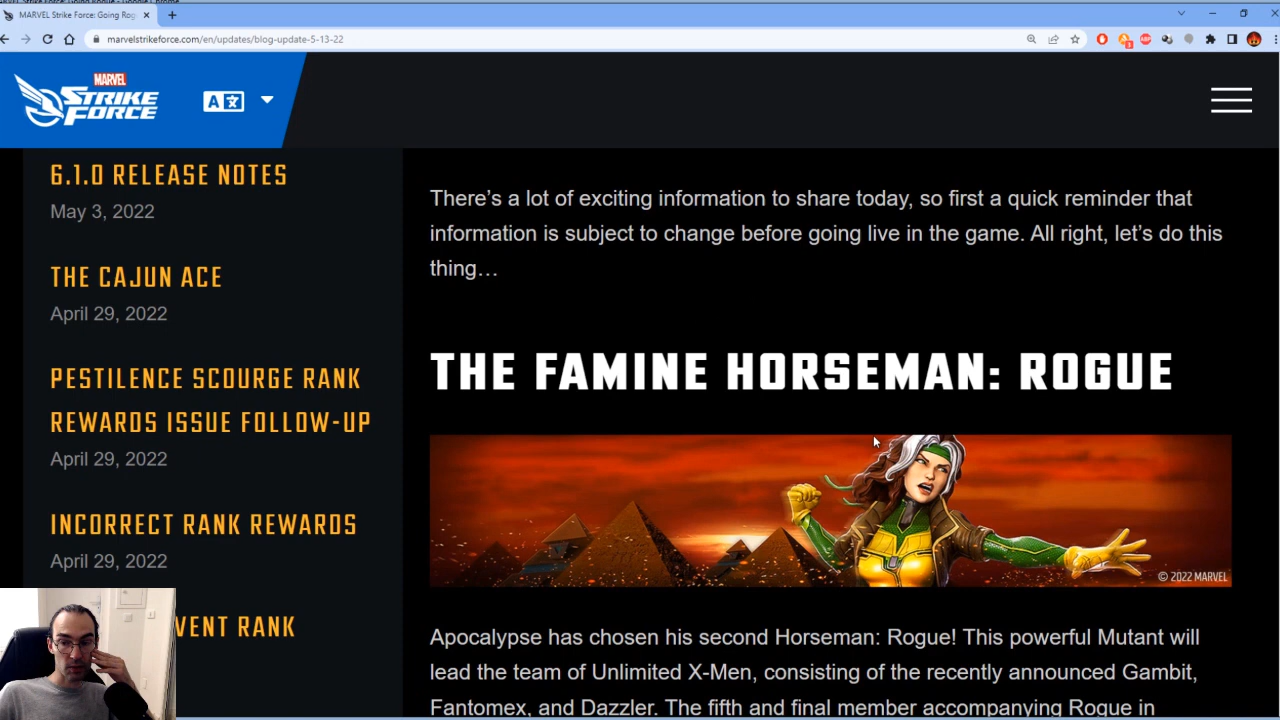 MARVEL Strike Force: Going Rog
marvelstrikeforce.com/en/updates/blog-update-5-13-22
MARVEL
STRIKE
FORCE
A
6.1.0 RELEASE NOTES
May 3, 2022
THE CAJUN ACE
April 29, 2022
PESTILENCE SCOURGE RANK
REWARDS ISSUE FOLLOW-UP
April 29, 2022
INCORRECT RANK REWARDS
April 29, 2022
VENT RANK
There’s a lot of exciting information to share today, so first a quick reminder that
information is subject to change before going live in the game. All right, let’s do this
thing…
THE FAMINE HORSEMAN: ROGUE
© 2022 MARVEL
Apocalypse has chosen his second Horseman: Rogue! This powerful Mutant will
lead the team of Unlimited X-Men, consisting of the recently announced Gambit,
Fantomex, and Dazzler. The fifth and final member accompanying Rogue in